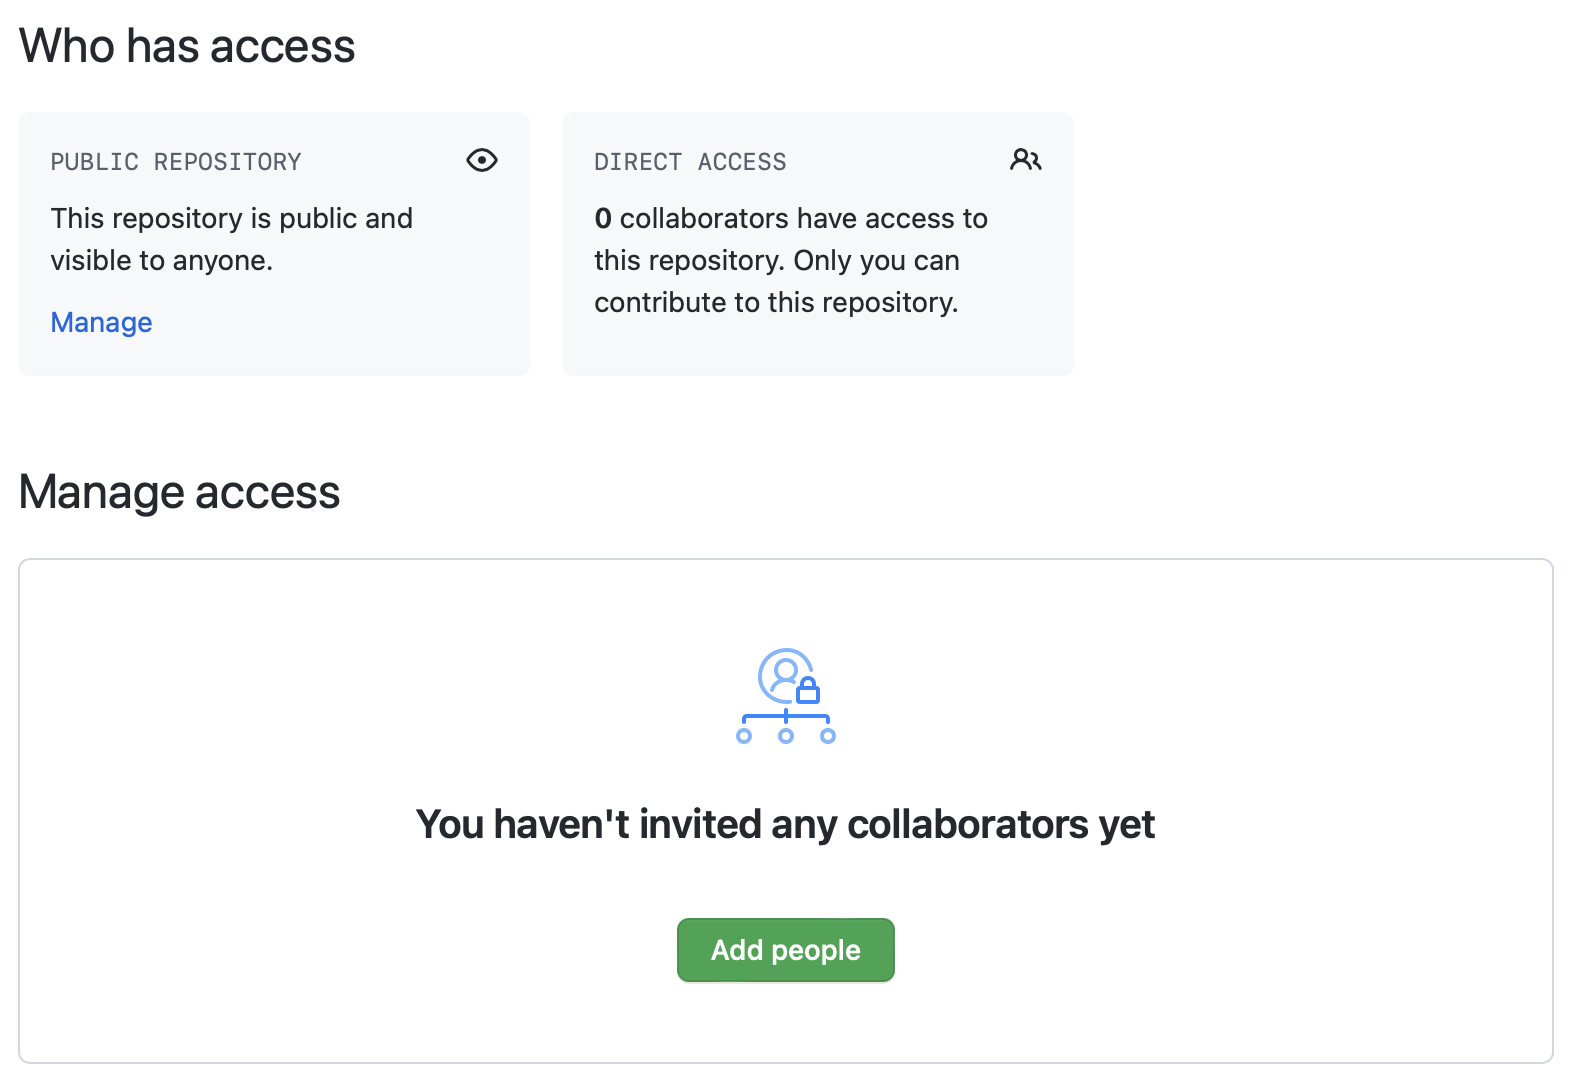 Who has access
PUBLIC REPOSITORY
This repository is public and
visible to anyone.
Manage
DIRECT ACCESS
0 collaborators have access to
this repository. Only you can
contribute to this repository.
Manage access
You haven't invited any collaborators yet
Add people